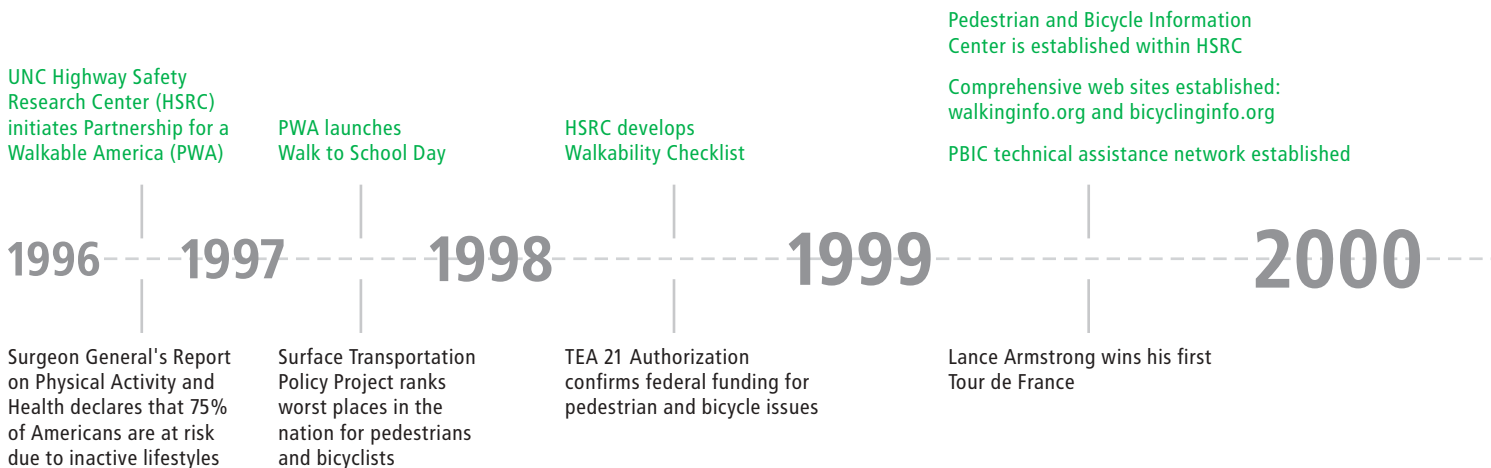 Pedestrian and Bicycle Information
Center is established within HSRC
Comprehensive web sites established:
walkinginfo.org and bicyclinginfo.org
PBIC technical assistance network established
UNC Highway Safety
Research Center (HSRC)
initiates Partnership for a
Walkable America (PWA)
PWA launches
Walk to School Day
HSRC develops
Walkability Checklist
1996
1997
1998
1999
2000
Surgeon General's Report
on Physical Activity and
Health declares that 75%
of Americans are at risk
due to inactive lifestyles
Surface Transportation
Policy Project ranks
worst places in the
nation for pedestrians
and bicyclists
TEA 21 Authorization
confirms federal funding for
pedestrian and bicycle issues
Lance Armstrong wins his first
Tour de France